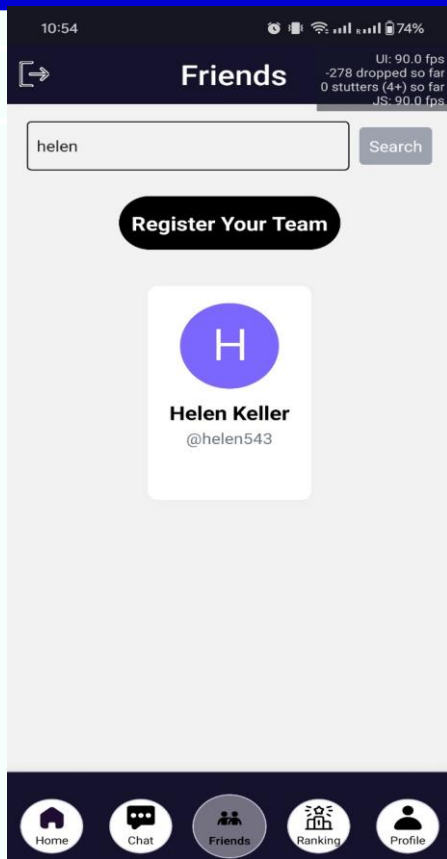 10:54
74%
Friends
UI: 90.0 fps
-278 dropped so far
0 stutters (4+) so far
JS: 90.0 fps
helen
Search
Register Your Team
H
Helen Keller
@helen543
Home
Chat
Friends
Ranking
Profile